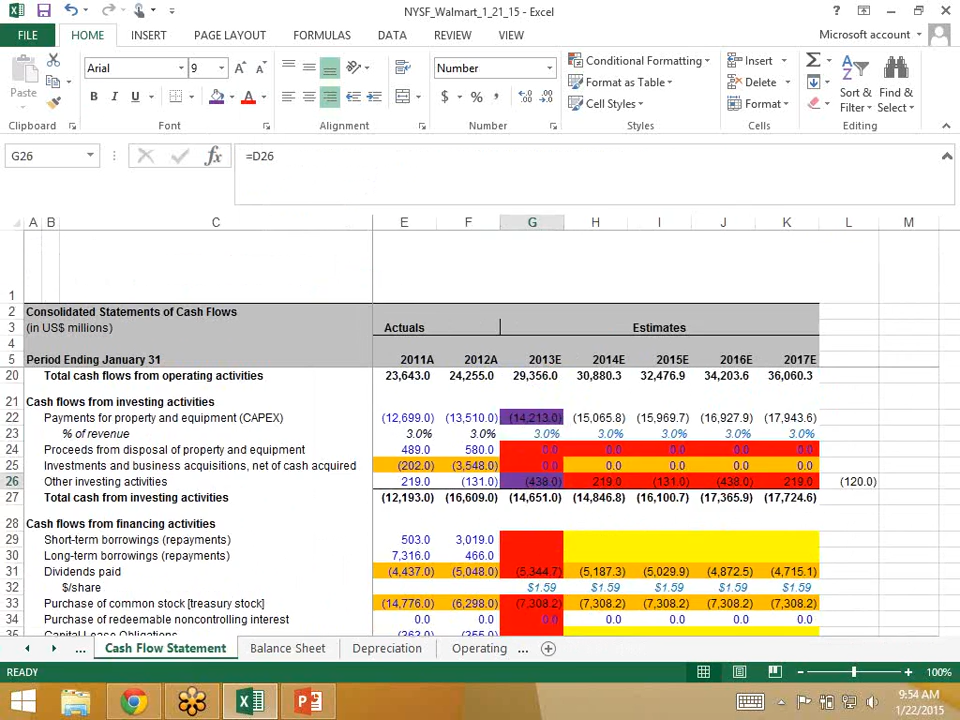 NYSF_Walmart_1_21_15 - Excel
FILE HOME INSERT PAGE LAYOUT FORMULAS DATA REVIEW VIEW Microsoft account
Paste Arial 9 Number Conditional Formatting Format as Table Cell Styles Insert Delete Format Sort & Filter Find & Select
Clipboard Font Alignment Number Styles Cells Editing
G26 =D26
A B C E F G H I J K L M
1
2 Consolidated Statements of Cash Flows
3 (in US$ millions) Actuals Estimates
4
5 Period Ending January 31 2011A 2012A 2013E 2014E 2015E 2016E 2017E
20 Total cash flows from operating activities 23,643.0 24,255.0 29,356.0 30,880.3 32,476.9 34,203.6 36,060.3
21 Cash flows from investing activities
22 Payments for property and equipment (CAPEX) (12,699.0) (13,510.0) (14,213.0) (15,065.8) (15,969.7) (16,927.9) (17,943.6)
23 % of revenue 3.0% 3.0% 3.0% 3.0% 3.0% 3.0% 3.0%
24 Proceeds from disposal of property and equipment 489.0 580.0 0.0 0.0 0.0 0.0 0.0
25 Investments and business acquisitions, net of cash acquired (202.0) (3,548.0) 0.0 0.0 0.0 0.0 0.0
26 Other investing activities 219.0 (131.0) (438.0) 219.0 (131.0) (438.0) 219.0 (120.0)
27 Total cash from investing activities (12,193.0) (16,609.0) (14,651.0) (14,846.8) (16,100.7) (17,365.9) (17,724.6)
28 Cash flows from financing activities
29 Short-term borrowings (repayments) 503.0 3,019.0
30 Long-term borrowings (repayments) 7,316.0 466.0
31 Dividends paid (4,437.0) (5,048.0) (5,344.7) (5,187.3) (5,029.9) (4,872.5) (4,715.1)
32 $/share $1.59 $1.59 $1.59 $1.59 $1.59
33 Purchase of common stock [treasury stock] (14,776.0) (6,298.0) (7,308.2) (7,308.2) (7,308.2) (7,308.2) (7,308.2)
34 Purchase of redeemable noncontrolling interest 0.0 0.0 0.0 0.0 0.0 0.0 0.0
35 Capital Lease Obligations (363.0) (355.0)
... Cash Flow Statement Balance Sheet Depreciation Operating ...
READY 100%
9:54 AM
1/22/2015